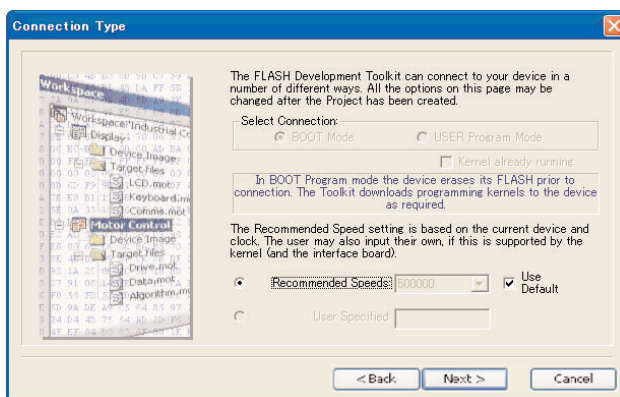 Connection Type
Workspace
Workspace "Industrial Ce
Display
Device Image
Target files
LCD.mot
Keyboard.mo
Comms.mot
Motor Control
Device Image
Target files
Drive.mot
Data.mot
Algorithm.m
The FLASH Development Toolkit can connect to your device in a
number of different ways. All the options on this page may be
changed after the Project has been created.
Select Connection:
BOOT Mode
USER Program Mode
Kernel already running
In BOOT Program mode the device erases its FLASH prior to
connection. The Toolkit downloads programming kernels to the device
as required.
The Recommended Speed setting is based on the current device and
clock. The user may also input their own, if this is supported by the
kernel (and the interface board).
Recommended Speeds: 500000
Use
Default
User Specified:
< Back
Next >
Cancel